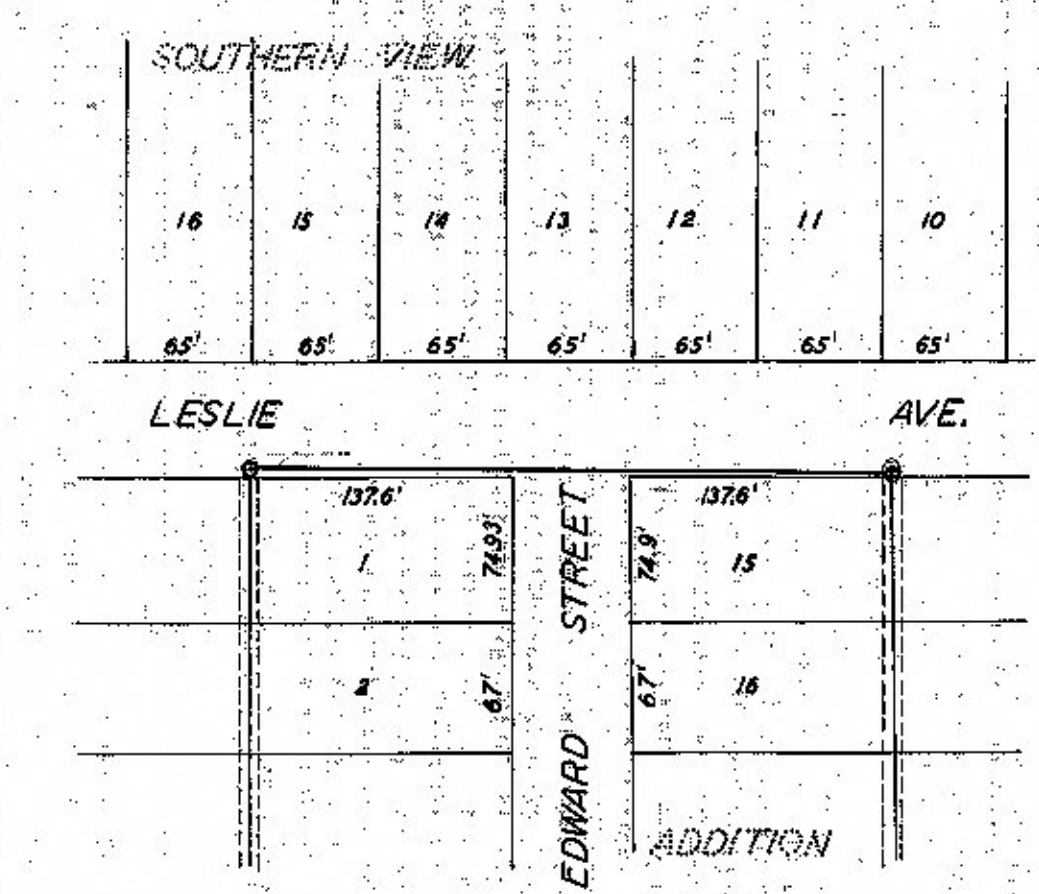 SOUTHERN VIEW
16 15 14 13 12 11 10
65' 65' 65' 65' 65' 65' 65'
LESLIE AVE.
137.6' 137.6'
1 74.93' 74.9' 15
2 67' 67' 16
EDWARD STREET
ADDITION